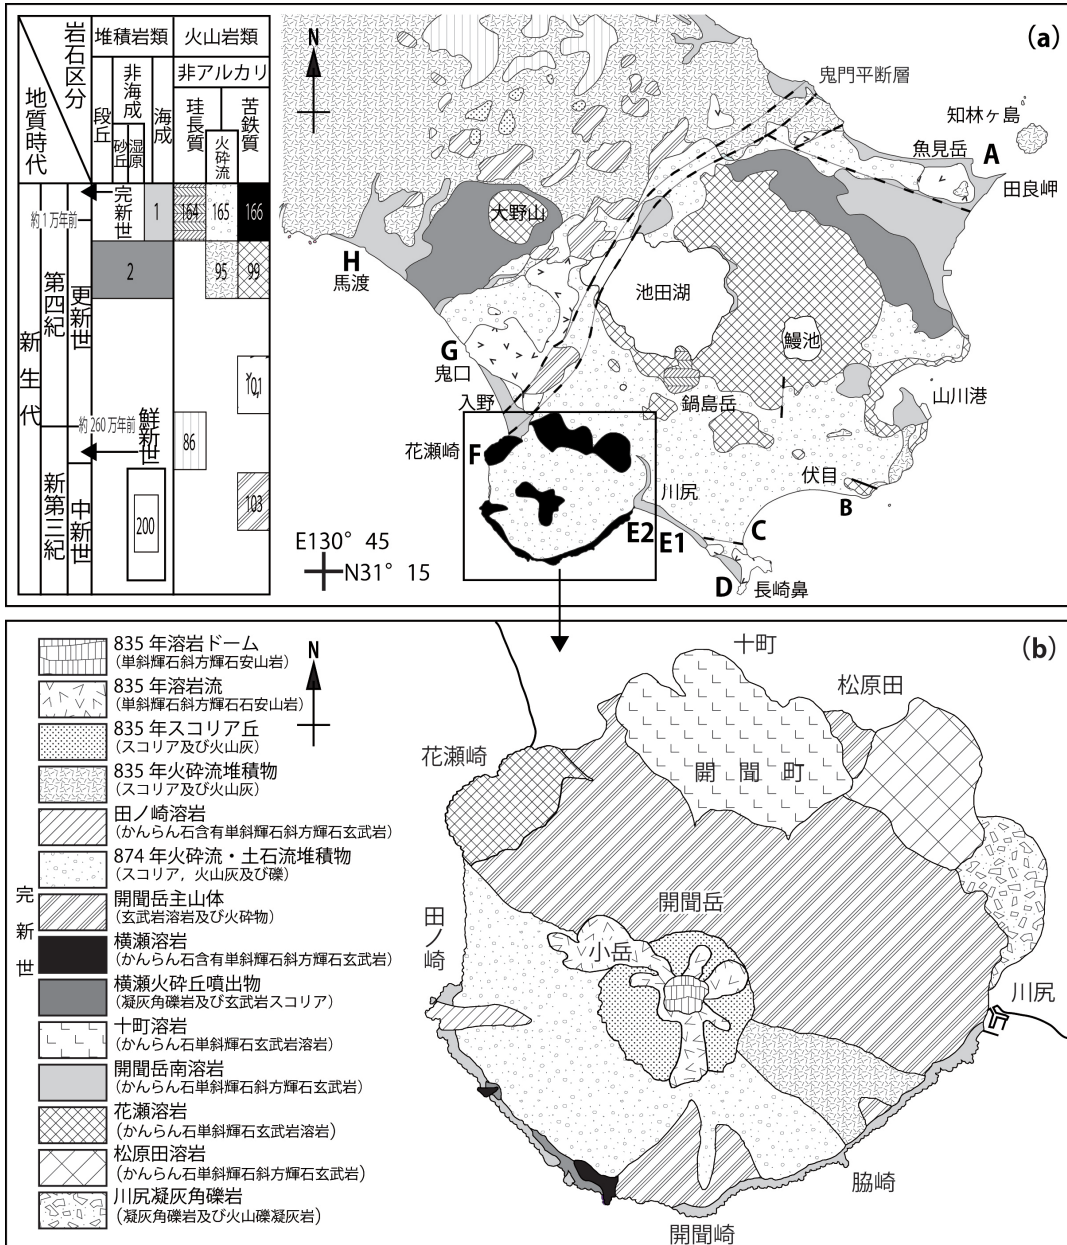 (a)
岩石区分
地質時代
堆積岩類
火山岩類
非海成
海成
段丘
砂丘
湿原
非アルカリ
珪長質
火砕流
苦鉄質
完新世
約1万年前
第四紀
更新世
新生代
約260万年前
鮮新世
新第三紀
中新世
1
164
165
166
2
95
99
101
86
103
200
N
鬼門平断層
知林ヶ島
魚見岳
A
田良岬
大野山
H
馬渡
池田湖
鰻池
G
鬼口
入野
鍋島岳
山川港
花瀬崎
F
川尻
伏目
B
E2
E1
C
D
長崎鼻
E130° 45
N31° 15
(b)
N
835年溶岩ドーム
(単斜輝石斜方輝石安山岩)
835年溶岩流
(単斜輝石斜方輝石安山岩)
835年スコリア丘
(スコリア及び火山灰)
835年火砕流堆積物
(スコリア及び火山灰)
田ノ崎溶岩
(かんらん石含有単斜輝石斜方輝石玄武岩)
874年火砕流・土石流堆積物
(スコリア，火山灰及び礫)
開聞岳主山体
(玄武岩溶岩及び火砕物)
横瀬溶岩
(かんらん石含有単斜輝石斜方輝石玄武岩)
横瀬火砕丘噴出物
(凝灰角礫岩及び玄武岩スコリア)
十町溶岩
(かんらん石単斜輝石玄武岩溶岩)
開聞岳南溶岩
(かんらん石単斜輝石斜方輝石玄武岩)
花瀬溶岩
(かんらん石単斜輝石玄武岩溶岩)
松原田溶岩
(かんらん石単斜輝石斜方輝石玄武岩)
川尻凝灰角礫岩
(凝灰角礫岩及び火山礫凝灰岩)
完新世
十町
松原田
花瀬崎
開聞町
開聞岳
田ノ崎
小岳
川尻
脇崎
開聞崎